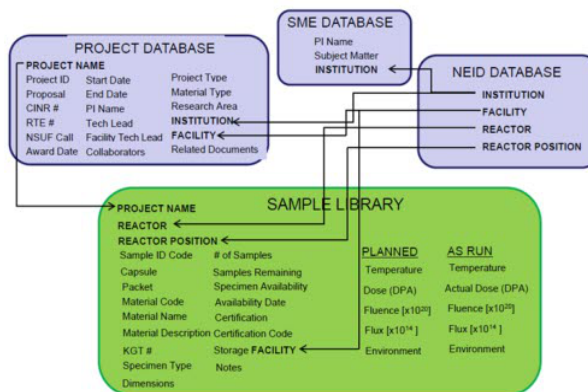 SME DATABASE
PI Name
Subject Matter
INSTITUTION
PROJECT DATABASE
PROJECT NAME
Project ID
Proposal
CINR #
RTE #
NSUF Call
Award Date
Start Date
End Date
PI Name
Tech Lead
Facility Tech Lead
Collaborators
Project Type
Material Type
Research Area
INSTITUTION
FACILITY
Related Documents
NEID DATABASE
INSTITUTION
FACILITY
REACTOR
REACTOR POSITION
SAMPLE LIBRARY
PROJECT NAME
REACTOR
REACTOR POSITION
Sample ID Code
Capsule
Packet
Material Code
Material Name
Material Description
KGT #
Specimen Type
Dimensions
# of Samples
Samples Remaining
Specimen Availability
Availability Date
Certification
Certification Code
Storage FACILITY
Notes
PLANNED
Temperature
Dose (DPA)
Fluence [x10²⁰]
Flux [x10¹⁴ ]
Environment
AS RUN
Temperature
Actual Dose (DPA)
Fluence [x10²⁰]
Flux [x10¹⁴ ]
Environment